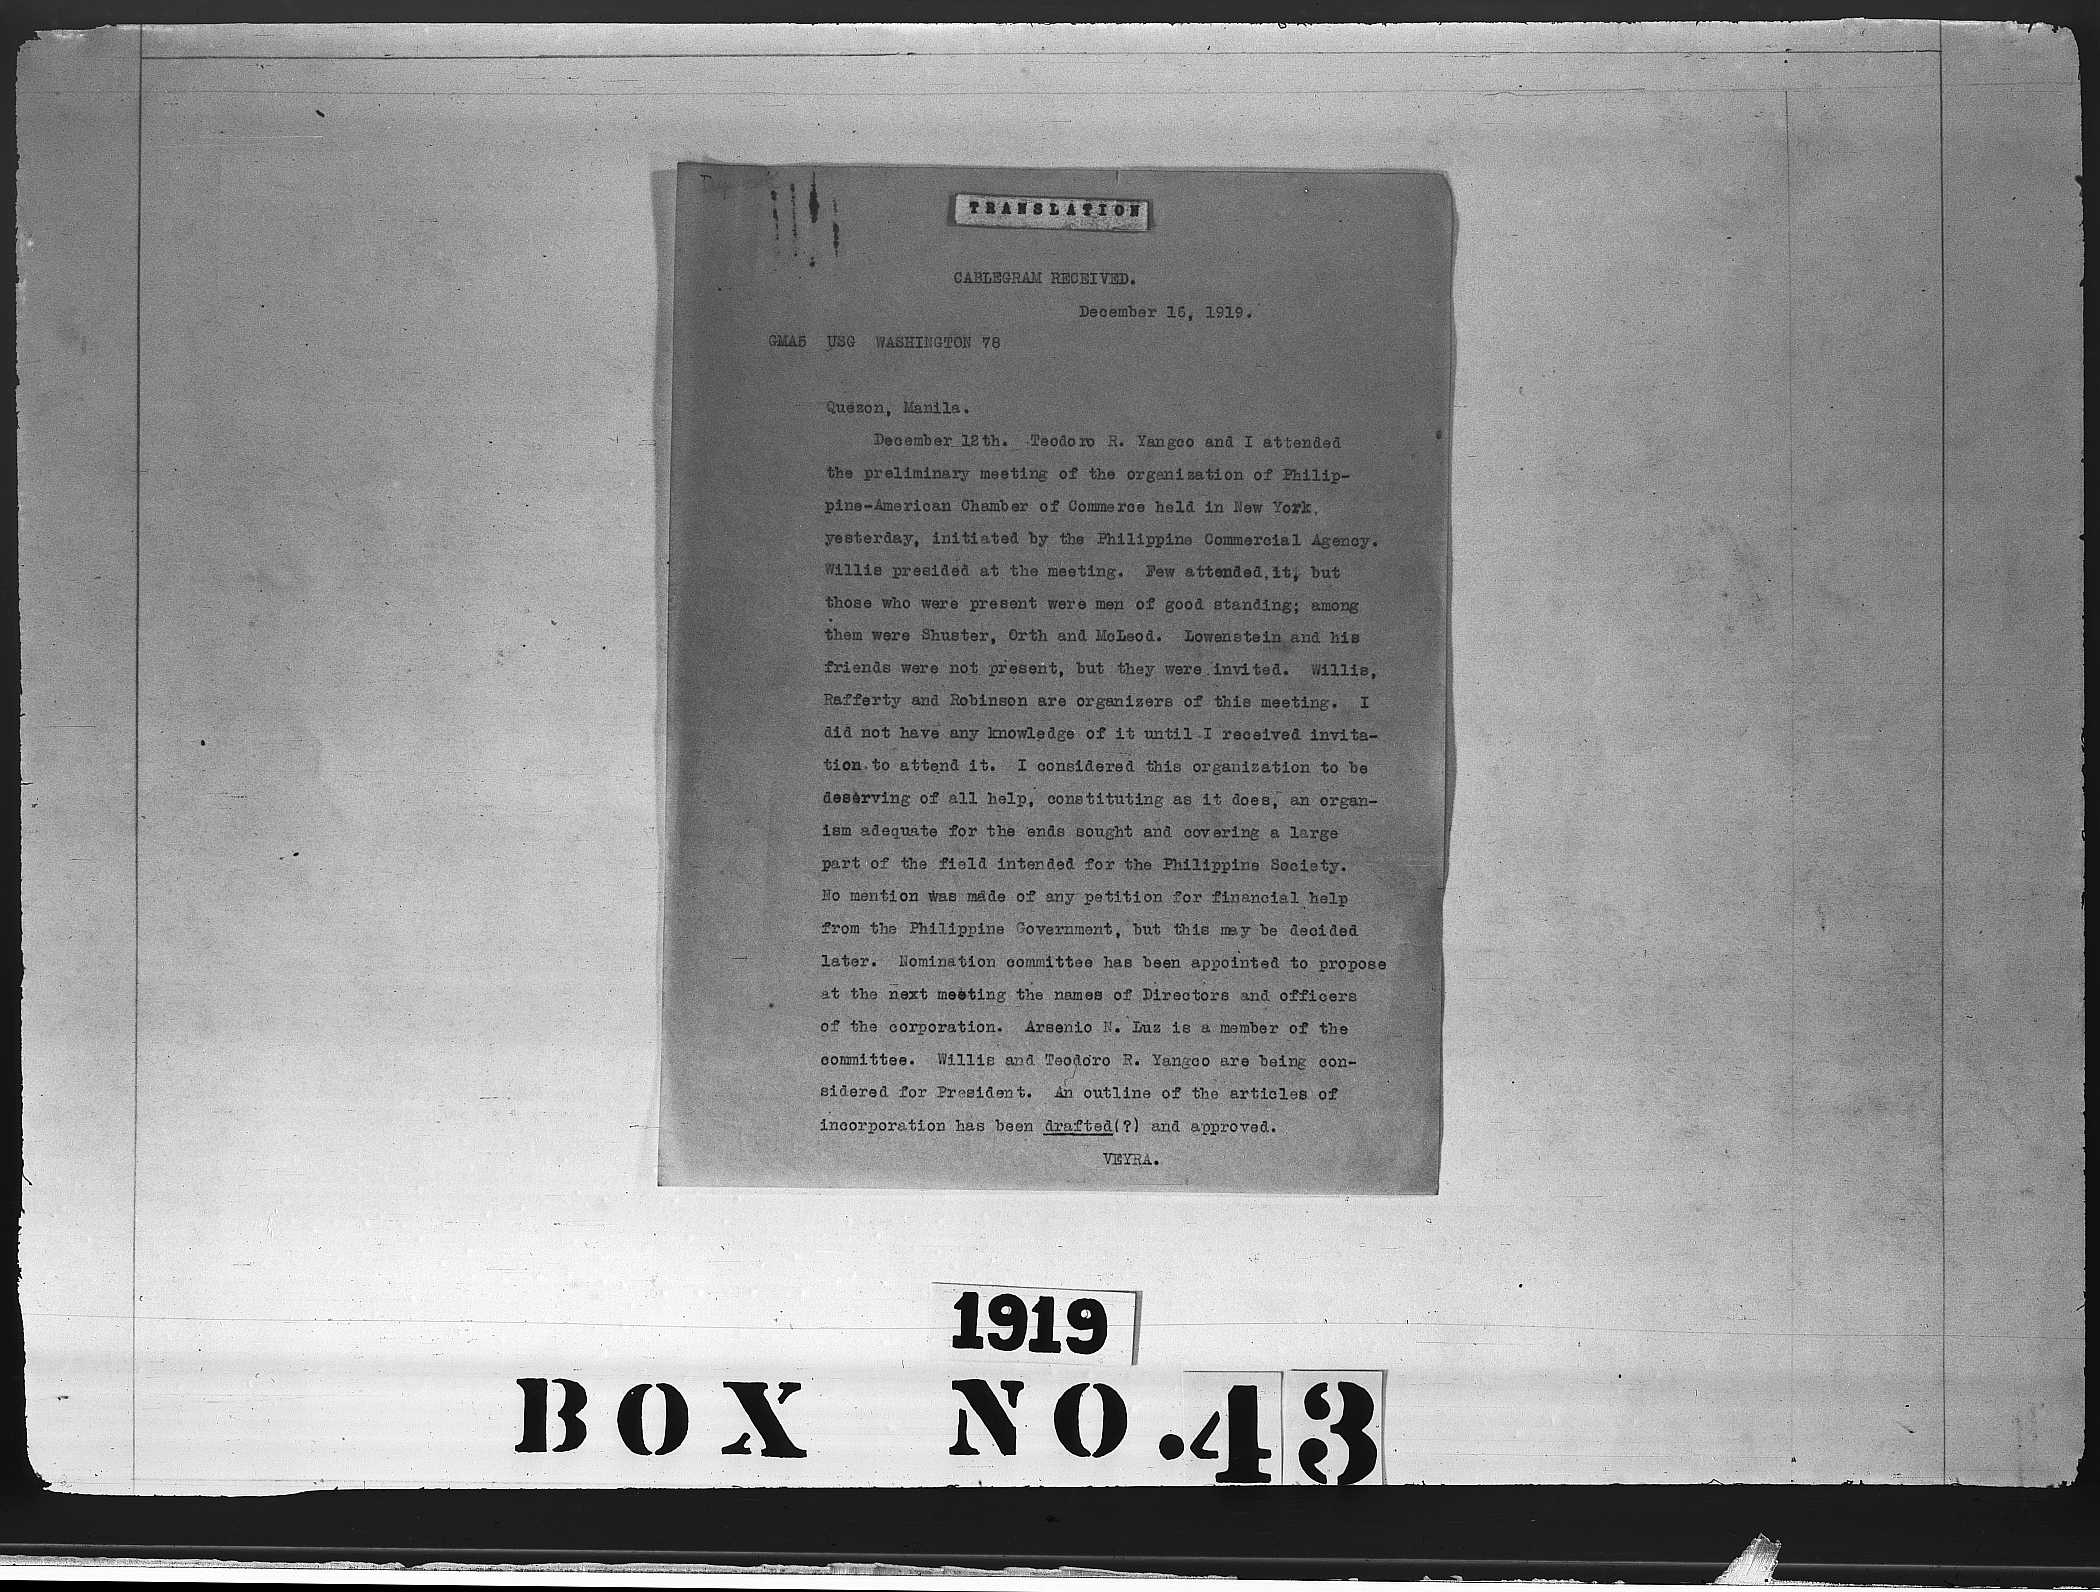 TRANSLATION
CABLEGRAM RECEIVED.
December 16, 1919.
GMA5 USG WASHINGTON 78
Quezon, Manila.
December 12th. Teodoro R. Yangco and I attended
the preliminary meeting of the organization of Philip-
pine-American Chamber of Commerce held in New York,
yesterday, initiated by the Philippine Commercial Agency.
Willis presided at the meeting. Few attended it, but
those who were present were men of good standing; among
them were Shuster, Orth and McLeod. Lowenstein and his
friends were not present, but they were invited. Willis,
Rafferty and Robinson are organizers of this meeting. I
did not have any knowledge of it until I received invita-
tion to attend it. I considered this organization to be
deserving of all help, constituting as it does, an organ-
ism adequate for the ends sought and covering a large
part of the field intended for the Philippine Society.
No mention was made of any petition for financial help
from the Philippine Government, but this may be decided
later. Nomination committee has been appointed to propose
at the next meeting the names of Directors and officers
of the corporation. Arsenio N. Luz is a member of the
committee. Willis and Teodoro R. Yangco are being con-
sidered for President. An outline of the articles of
incorporation has been drafted(?) and approved.
VEYRA.
1919
BOX NO.43